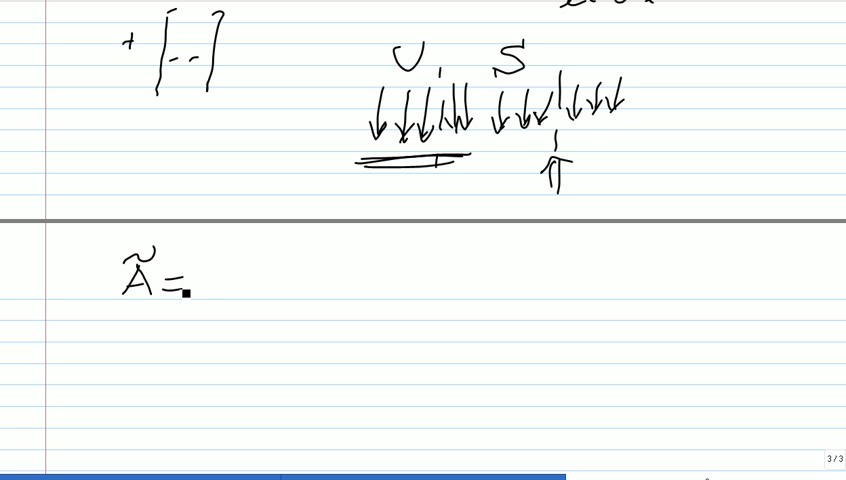 + [ - - ]
U, S
Ã =
3 / 3